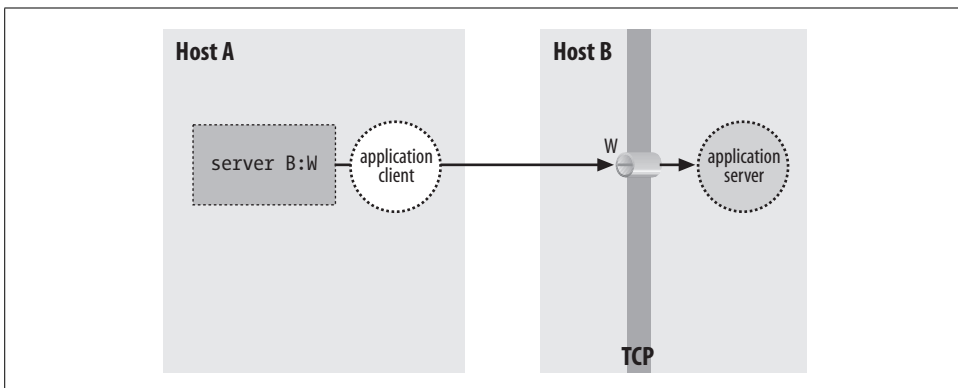 Host A
Host B
server B:W
application
client
W
application
server
TCP